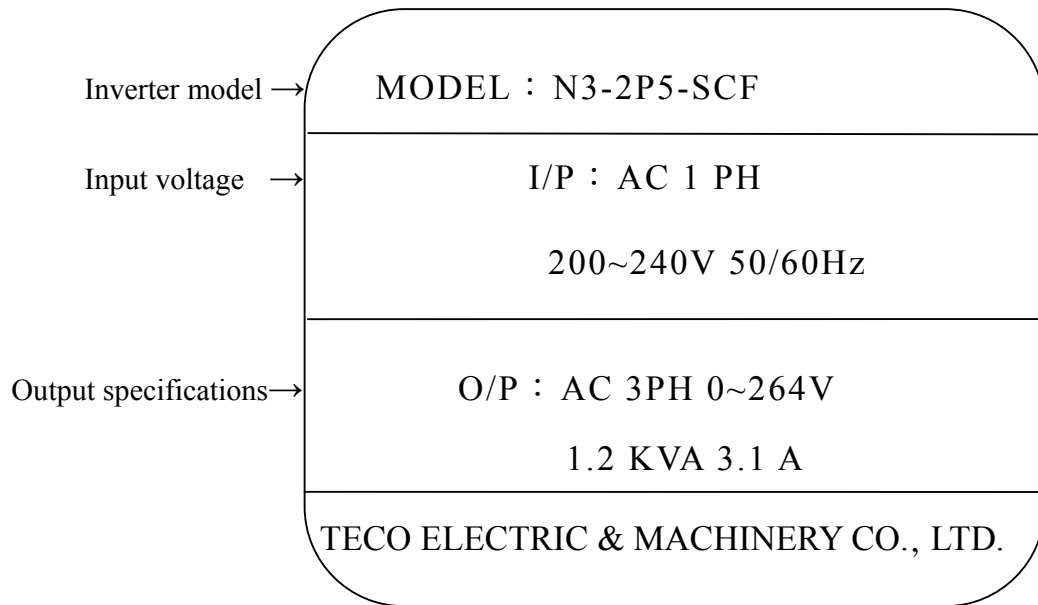 Inverter model → MODEL：N3-2P5-SCF
Input voltage → I/P：AC 1 PH
200~240V 50/60Hz
Output specifications→ O/P：AC 3PH 0~264V
1.2 KVA 3.1 A
TECO ELECTRIC & MACHINERY CO., LTD.